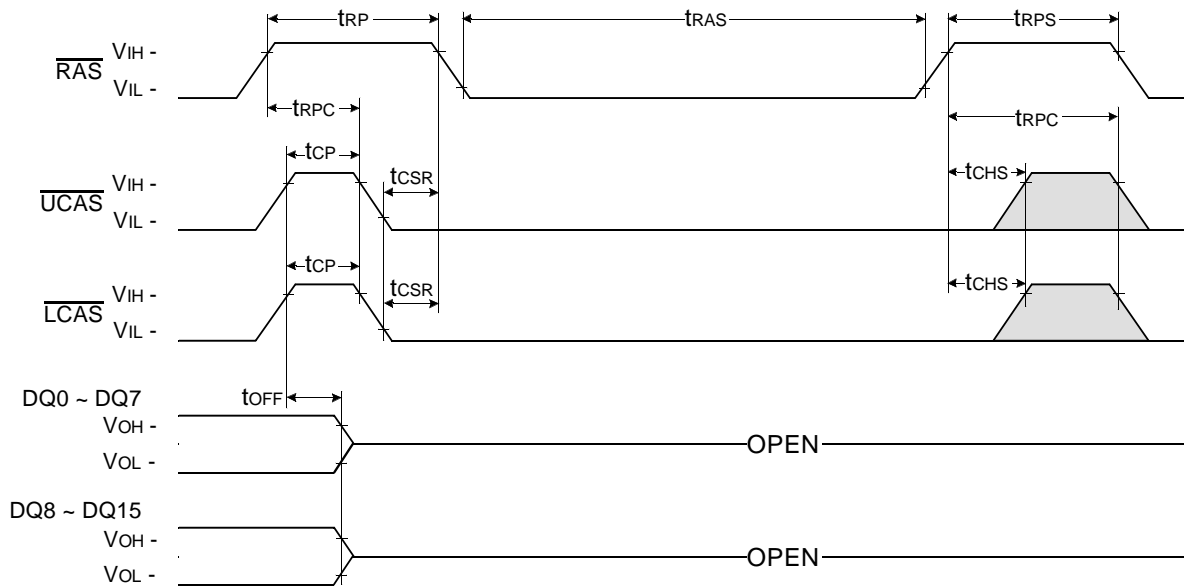 tRP tRAS tRPS
RAS VIH -
VIL -
tRPC tRPC
tCP tCSR tCHS
UCAS VIH -
VIL -
tCP tCSR tCHS
LCAS VIH -
VIL -
DQ0 ~ DQ7 tOFF
VOH -
OPEN
VOL -
DQ8 ~ DQ15
VOH -
OPEN
VOL -